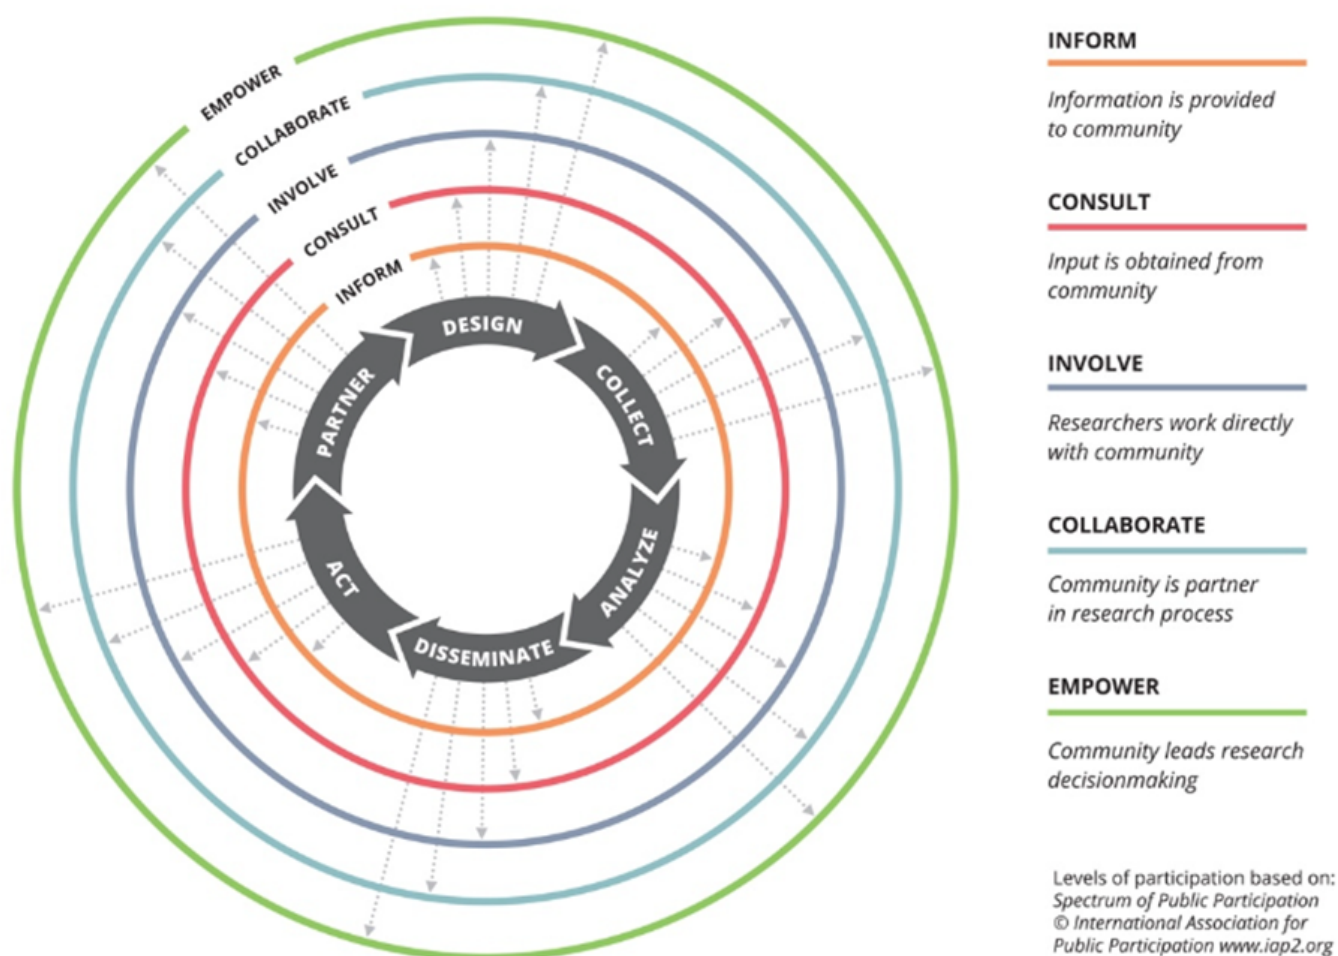 EMPOWER
COLLABORATE
INVOLVE
CONSULT
INFORM
DESIGN
COLLECT
ANALYZE
DISSEMINATE
ACT
PARTNER
INFORM
Information is provided
to community
CONSULT
Input is obtained from
community
INVOLVE
Researchers work directly
with community
COLLABORATE
Community is partner
in research process
EMPOWER
Community leads research
decisionmaking
Levels of participation based on:
Spectrum of Public Participation
© International Association for
Public Participation www.iap2.org